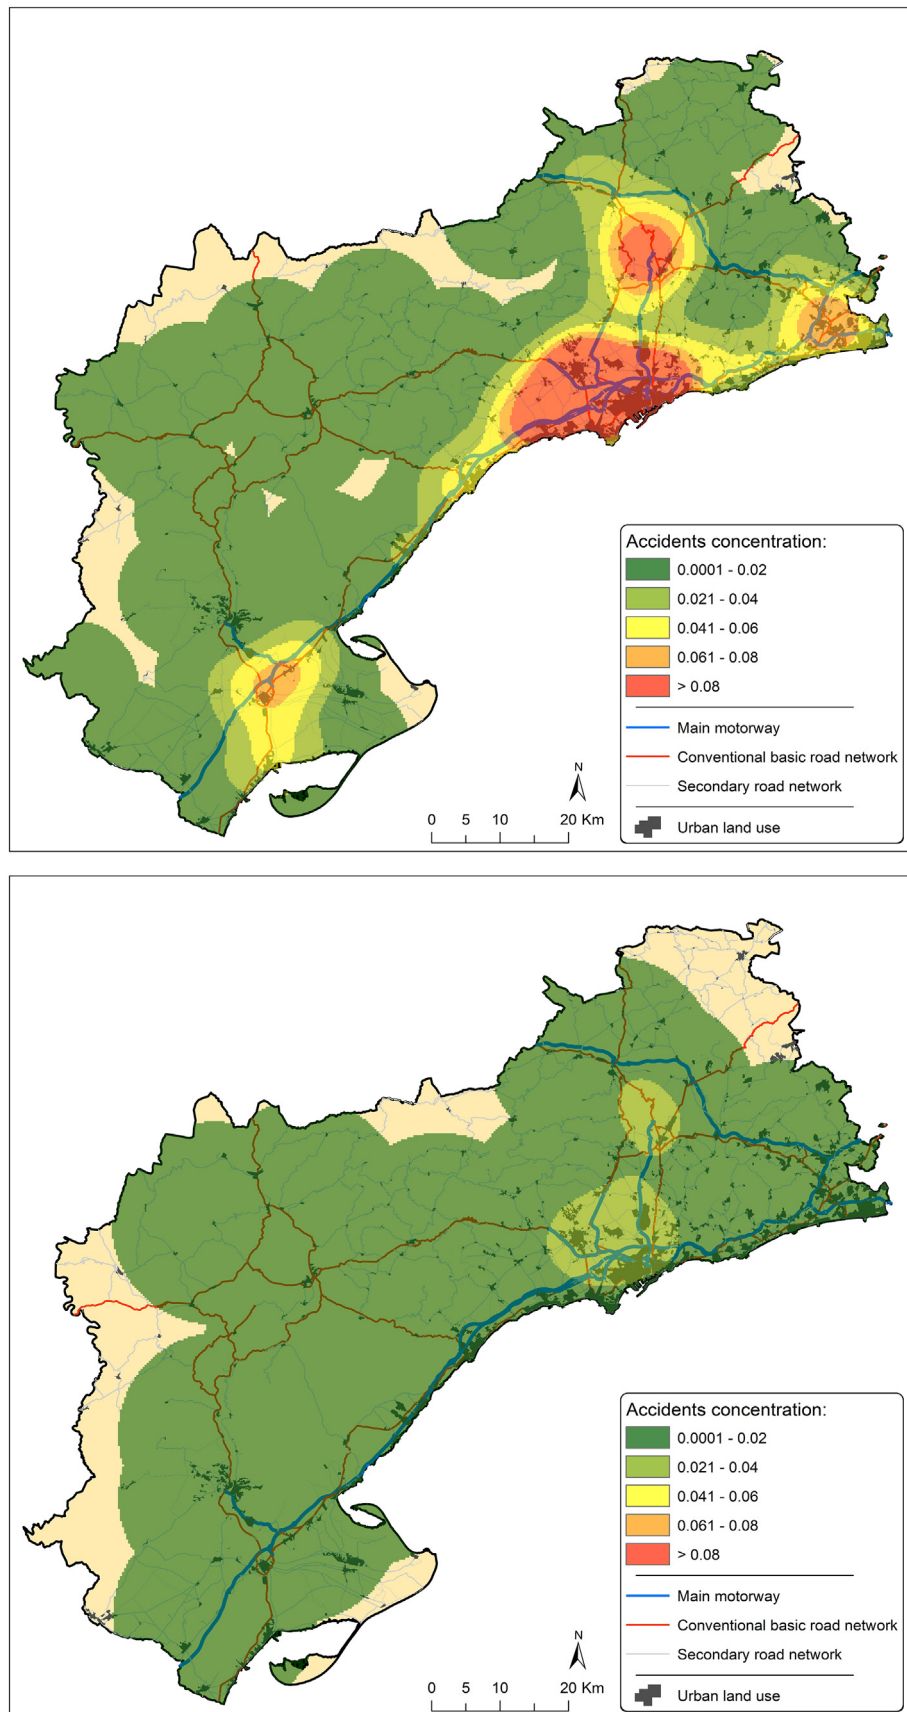 Accidents concentration:
0.0001 - 0.02
0.021 - 0.04
0.041 - 0.06
0.061 - 0.08
> 0.08
Main motorway
Conventional basic road network
Secondary road network
Urban land use
N
0 5 10 20 Km
Accidents concentration:
0.0001 - 0.02
0.021 - 0.04
0.041 - 0.06
0.061 - 0.08
> 0.08
Main motorway
Conventional basic road network
Secondary road network
Urban land use
N
0 5 10 20 Km